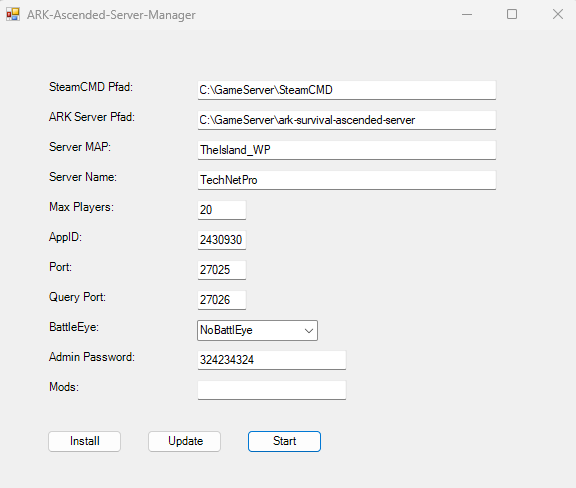 ARK-Ascended-Server-Manager
SteamCMD Pfad: C:\GameServer\SteamCMD
ARK Server Pfad: C:\GameServer\ark-survival-ascended-server
Server MAP: TheIsland_WP
Server Name: TechNetPro
Max Players: 20
AppID: 2430930
Port: 27025
Query Port: 27026
BattleEye: NoBattlEye
Admin Password: 324234324
Mods:
Install Update Start